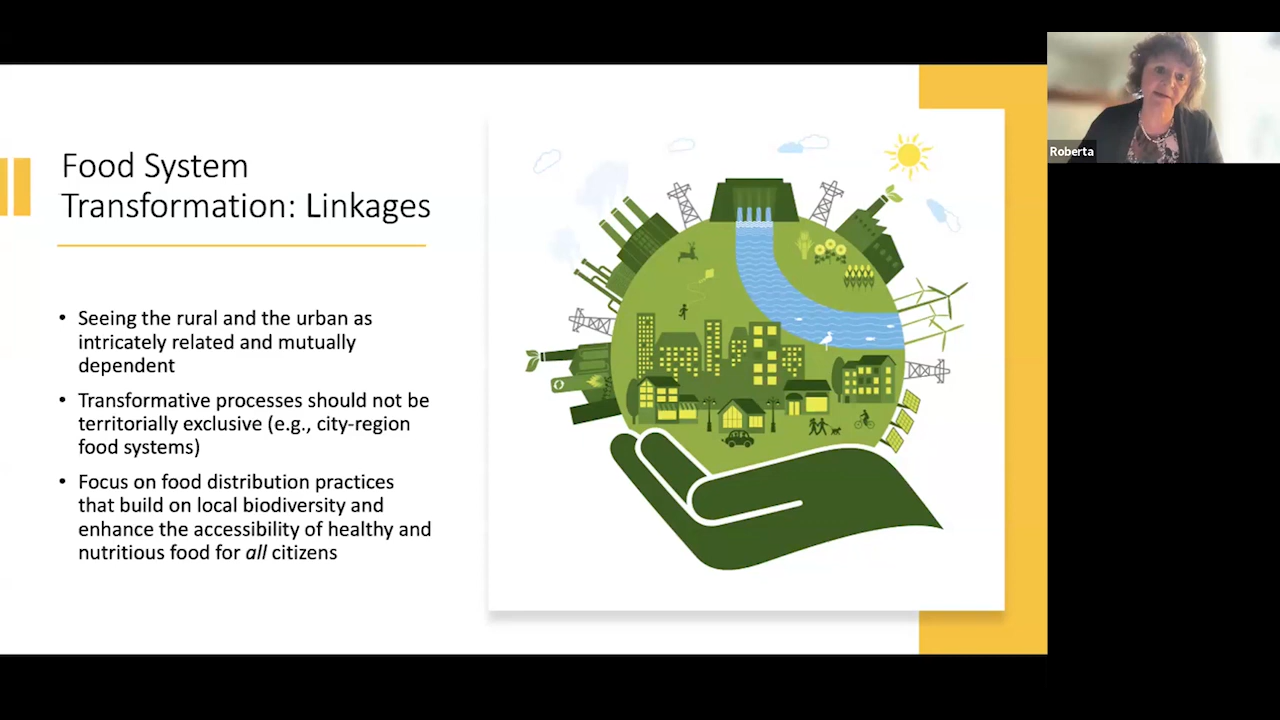 Food System
Transformation: Linkages
• Seeing the rural and the urban as
intricately related and mutually
dependent
• Transformative processes should not be
territorially exclusive (e.g., city-region
food systems)
• Focus on food distribution practices
that build on local biodiversity and
enhance the accessibility of healthy and
nutritious food for all citizens
Roberta